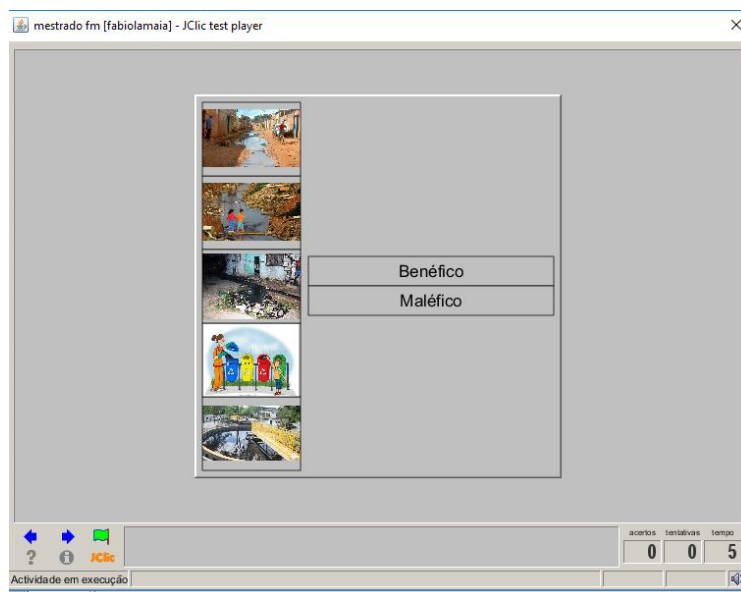 mestrado fm [fabiolamaia] - JClic test player
Benéfico
Maléfico
acertos tentativas tempo
0 0 5
? i JClic
Actividade em execução